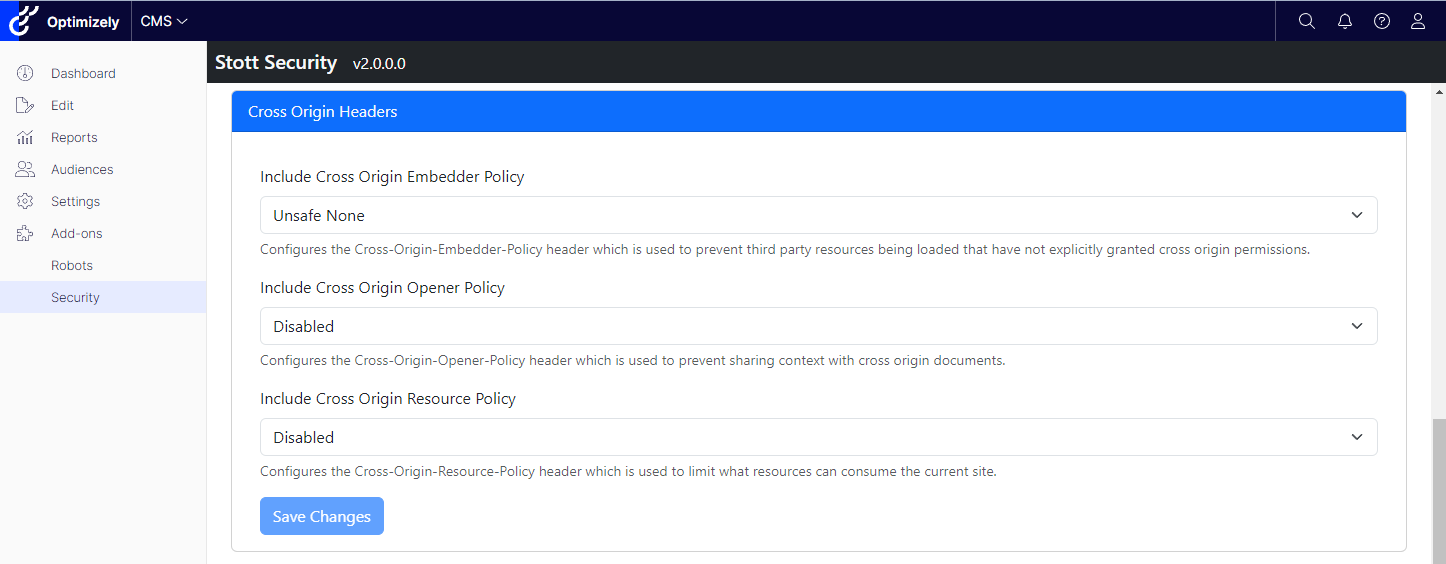 Optimizely
CMS
Stott Security v2.0.0.0
Dashboard
Edit
Reports
Audiences
Settings
Add-ons
Robots
Security
Cross Origin Headers
Include Cross Origin Embedder Policy
Unsafe None
Configures the Cross-Origin-Embedder-Policy header which is used to prevent third party resources being loaded that have not explicitly granted cross origin permissions.
Include Cross Origin Opener Policy
Disabled
Configures the Cross-Origin-Opener-Policy header which is used to prevent sharing context with cross origin documents.
Include Cross Origin Resource Policy
Disabled
Configures the Cross-Origin-Resource-Policy header which is used to limit what resources can consume the current site.
Save Changes